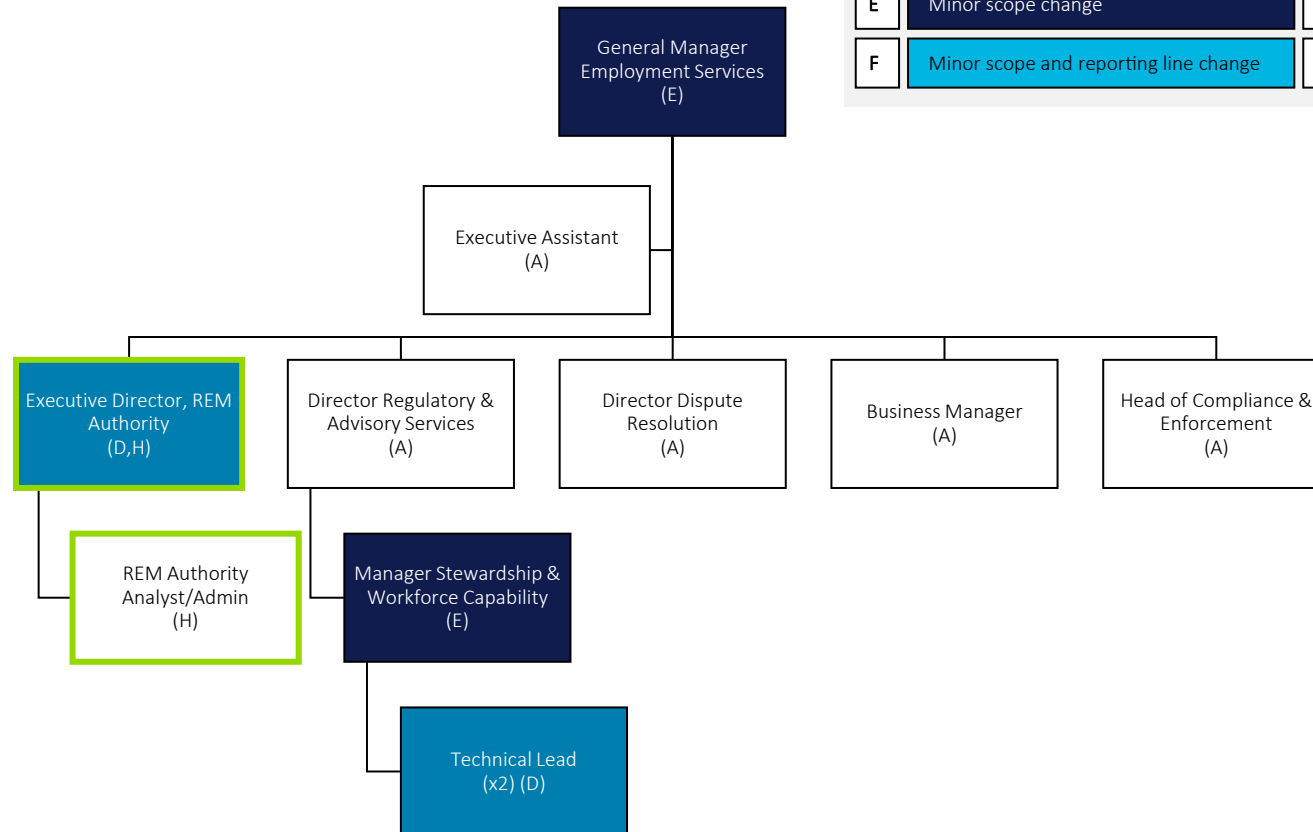 E
Minor scope change
F
Minor scope and reporting line change
General Manager
Employment Services
(E)
Executive Assistant
(A)
Executive Director, REM
Authority
(D,H)
Director Regulatory &
Advisory Services
(A)
Director Dispute
Resolution
(A)
Business Manager
(A)
Head of Compliance &
Enforcement
(A)
REM Authority
Analyst/Admin
(H)
Manager Stewardship &
Workforce Capability
(E)
Technical Lead
(x2) (D)